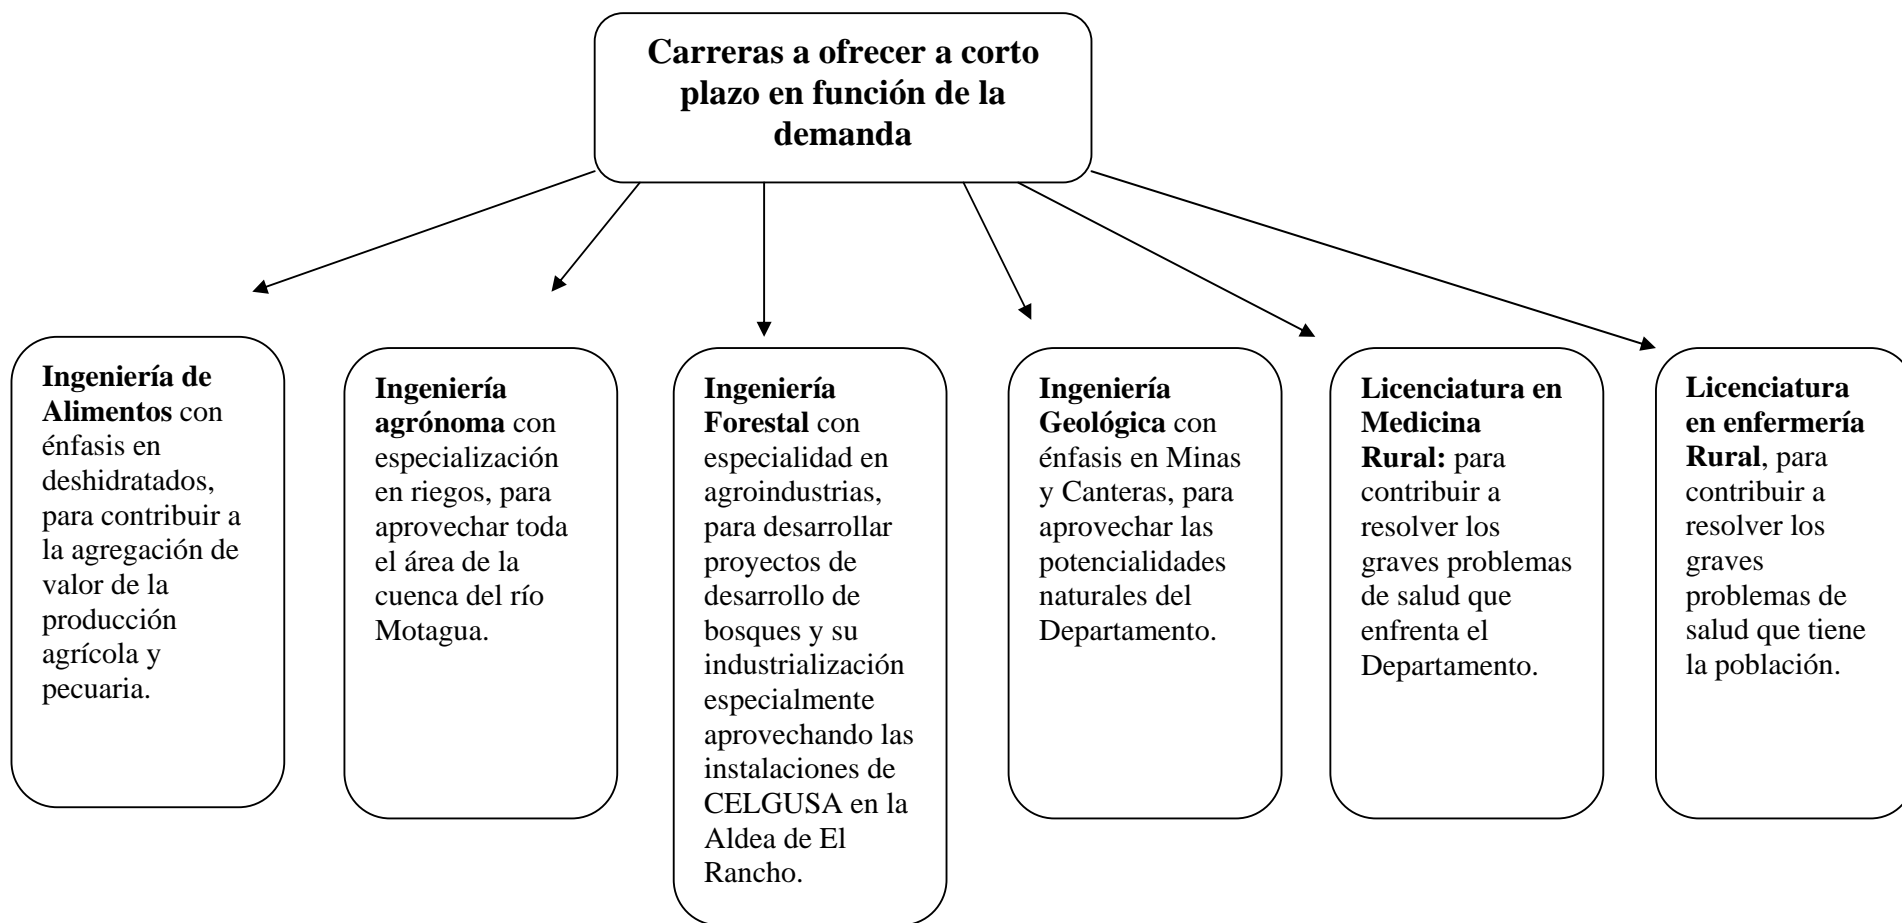 Carreras a ofrecer a corto
plazo en función de la
demanda
Ingeniería de
Alimentos con
énfasis en
deshidratados,
para contribuir a
la agregación de
valor de la
producción
agrícola y
pecuaria.
Ingeniería
agrónoma con
especialización
en riegos, para
aprovechar toda
el área de la
cuenca del río
Motagua.
Ingeniería
Forestal con
especialidad en
agroindustrias,
para desarrollar
proyectos de
desarrollo de
bosques y su
industrialización
especialmente
aprovechando las
instalaciones de
CELGUSA en la
Aldea de El
Rancho.
Ingeniería
Geológica con
énfasis en Minas
y Canteras, para
aprovechar las
potencialidades
naturales del
Departamento.
Licenciatura en
Medicina
Rural: para
contribuir a
resolver los
graves problemas
de salud que
enfrenta el
Departamento.
Licenciatura
en enfermería
Rural, para
contribuir a
resolver los
graves
problemas de
salud que tiene
la población.